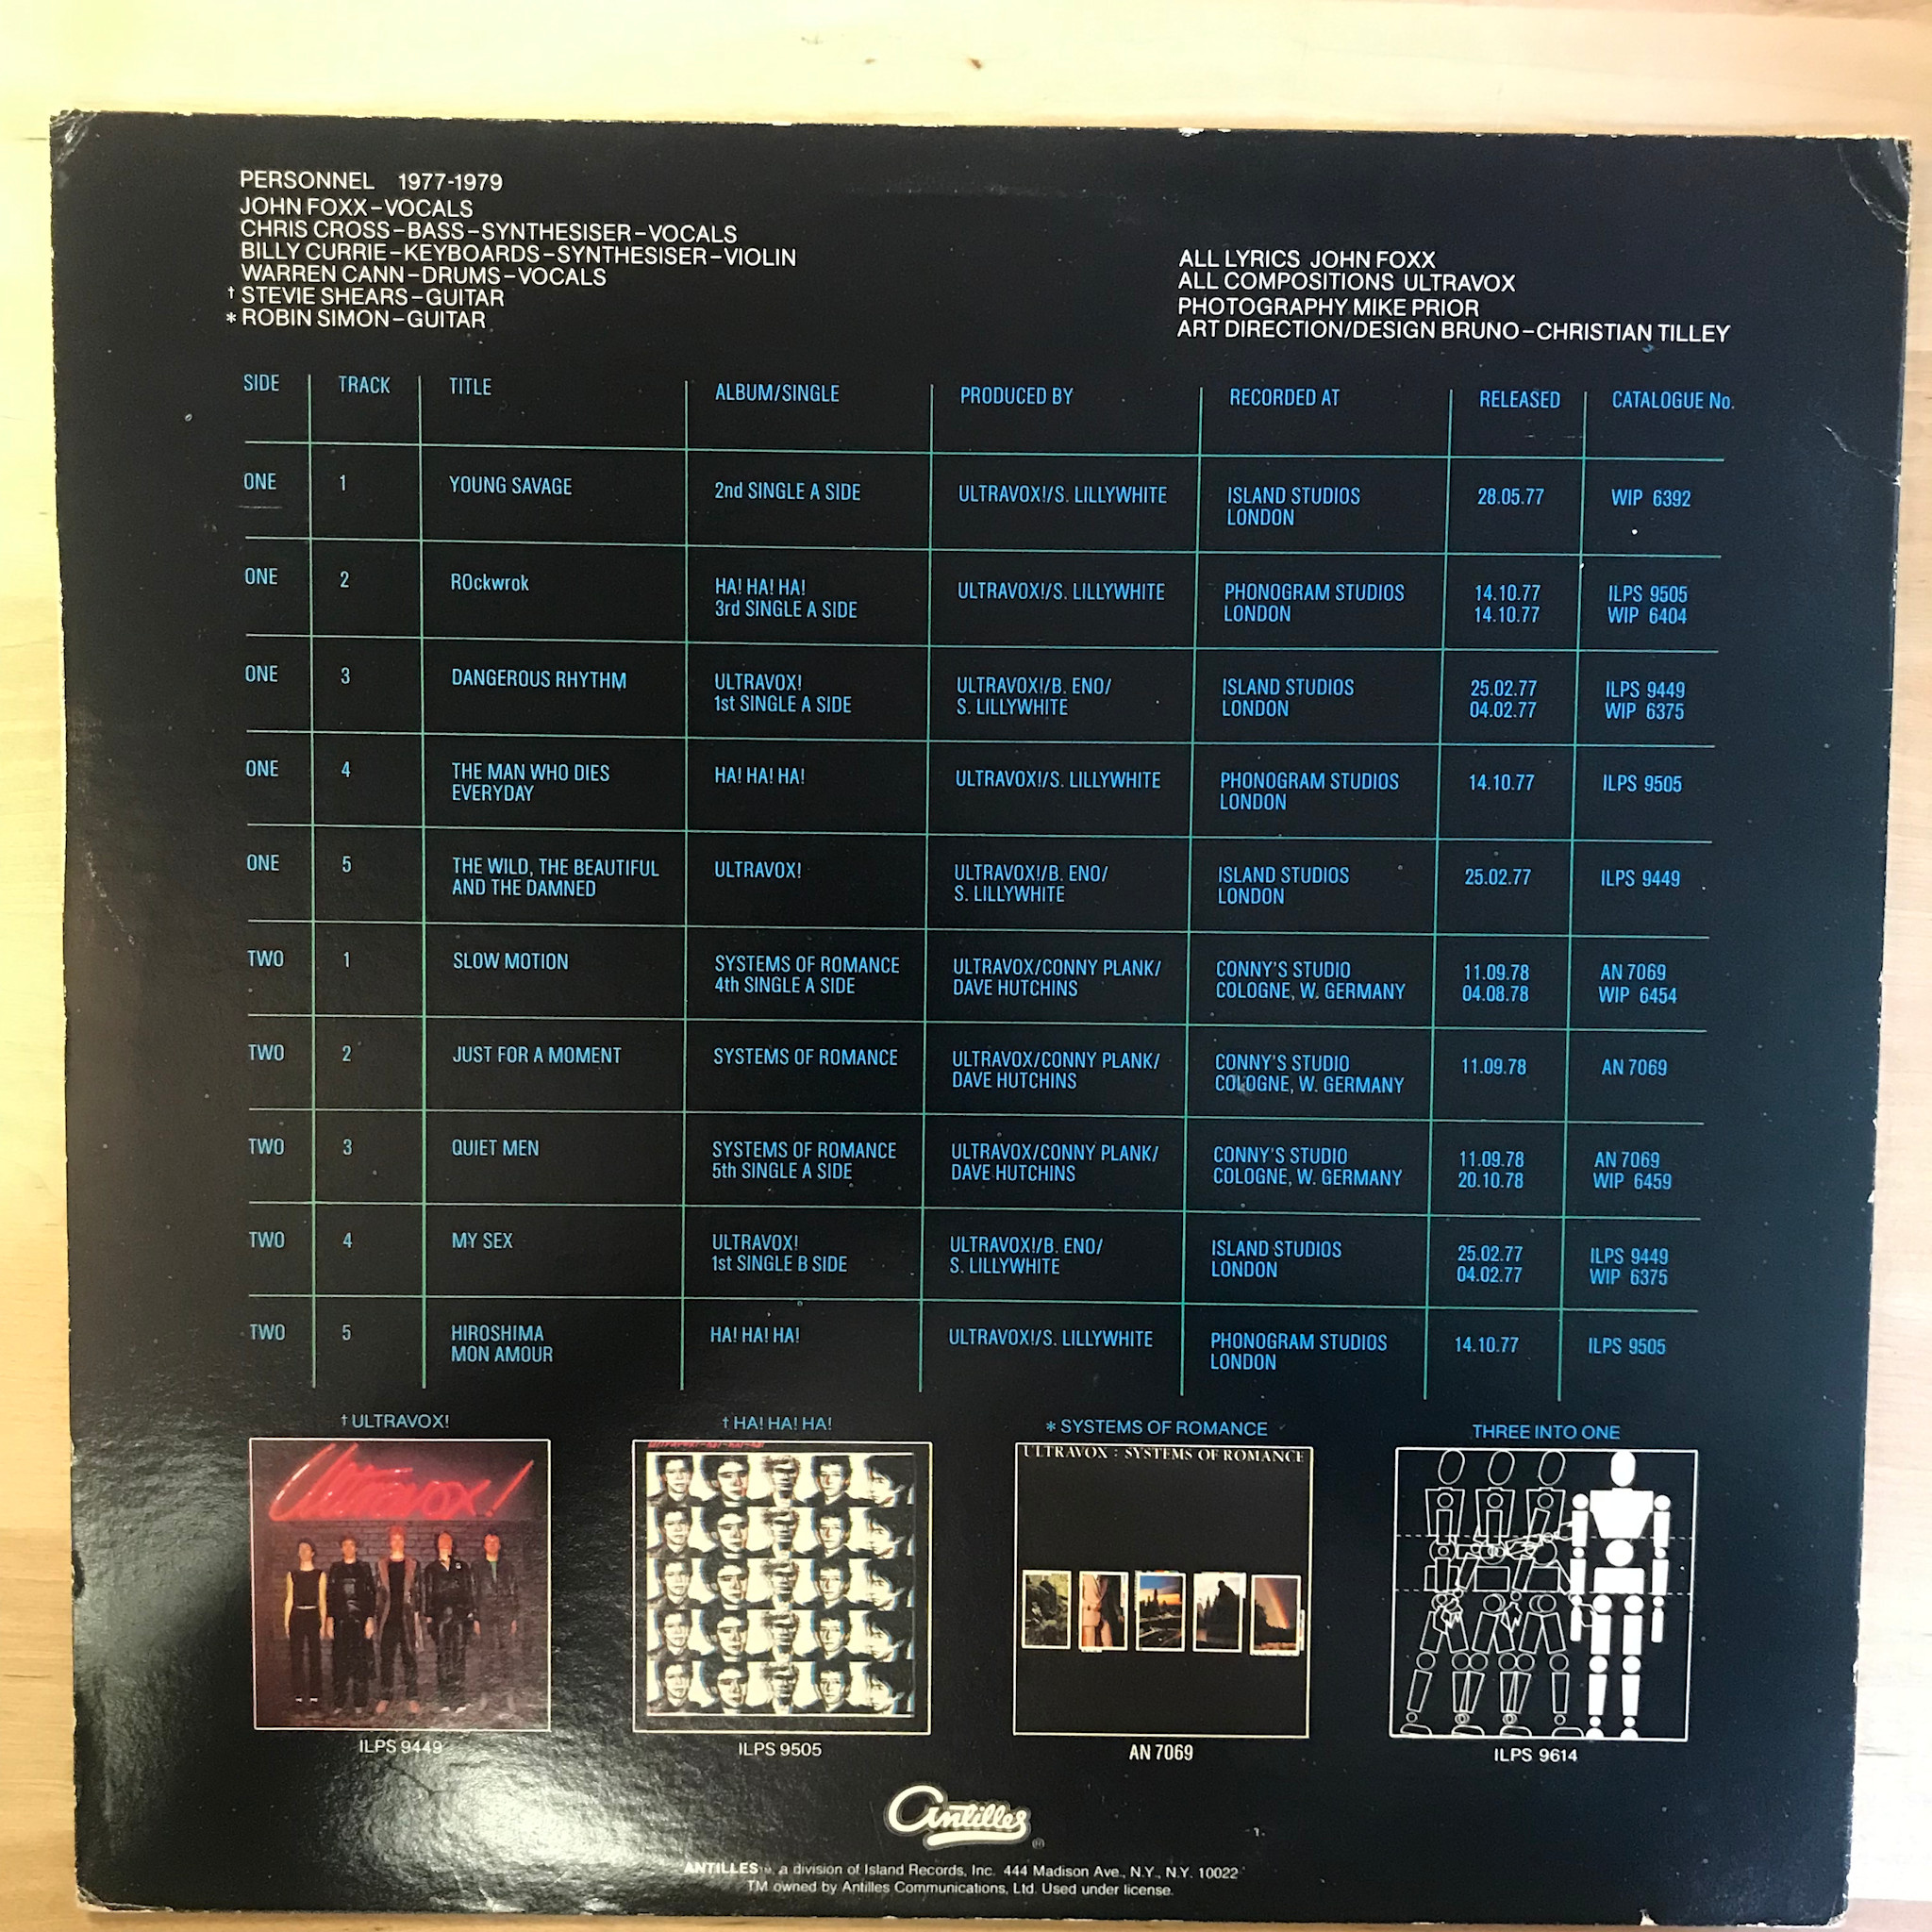 PERSONNEL 1977-1979
JOHN FOXX–VOCALS
CHRIS CROSS–BASS–SYNTHESISER–VOCALS
BILLY CURRIE–KEYBOARDS–SYNTHESISER–VIOLIN
WARREN CANN–DRUMS–VOCALS
† STEVIE SHEARS–GUITAR
* ROBIN SIMON–GUITAR
ALL LYRICS JOHN FOXX
ALL COMPOSITIONS ULTRAVOX
PHOTOGRAPHY MIKE PRIOR
ART DIRECTION/DESIGN BRUNO–CHRISTIAN TILLEY
SIDE TRACK TITLE ALBUM/SINGLE PRODUCED BY RECORDED AT RELEASED CATALOGUE No.
ONE 1 YOUNG SAVAGE 2nd SINGLE A SIDE ULTRAVOX!/S. LILLYWHITE ISLAND STUDIOS 28.05.77 WIP 6392
LONDON
ONE 2 ROckwrok HA! HA! HA! ULTRAVOX!/S. LILLYWHITE PHONOGRAM STUDIOS 14.10.77 ILPS 9505
3rd SINGLE A SIDE LONDON 14.10.77 WIP 6404
ONE 3 DANGEROUS RHYTHM ULTRAVOX! ULTRAVOX!/B. ENO/ ISLAND STUDIOS 25.02.77 ILPS 9449
1st SINGLE A SIDE S. LILLYWHITE LONDON 04.02.77 WIP 6375
ONE 4 THE MAN WHO DIES HA! HA! HA! ULTRAVOX!/S. LILLYWHITE PHONOGRAM STUDIOS 14.10.77 ILPS 9505
EVERYDAY LONDON
ONE 5 THE WILD, THE BEAUTIFUL ULTRAVOX! ULTRAVOX!/B. ENO/ ISLAND STUDIOS 25.02.77 ILPS 9449
AND THE DAMNED S. LILLYWHITE LONDON
TWO 1 SLOW MOTION SYSTEMS OF ROMANCE ULTRAVOX/CONNY PLANK/ CONNY'S STUDIO 11.09.78 AN 7069
4th SINGLE A SIDE DAVE HUTCHINS COLOGNE, W. GERMANY 04.08.78 WIP 6454
TWO 2 JUST FOR A MOMENT SYSTEMS OF ROMANCE ULTRAVOX/CONNY PLANK/ CONNY'S STUDIO 11.09.78 AN 7069
DAVE HUTCHINS COLOGNE, W. GERMANY
TWO 3 QUIET MEN SYSTEMS OF ROMANCE ULTRAVOX/CONNY PLANK/ CONNY'S STUDIO 11.09.78 AN 7069
5th SINGLE A SIDE DAVE HUTCHINS COLOGNE, W. GERMANY 20.10.78 WIP 6459
TWO 4 MY SEX ULTRAVOX! ULTRAVOX!/B. ENO/ ISLAND STUDIOS 25.02.77 ILPS 9449
1st SINGLE B SIDE S. LILLYWHITE LONDON 04.02.77 WIP 6375
TWO 5 HIROSHIMA HA! HA! HA! ULTRAVOX!/S. LILLYWHITE PHONOGRAM STUDIOS 14.10.77 ILPS 9505
MON AMOUR LONDON
† ULTRAVOX! † HA! HA! HA! * SYSTEMS OF ROMANCE THREE INTO ONE
Ultravox!
ULTRAVOX : SYSTEMS OF ROMANCE
ILPS 9449 ILPS 9505 AN 7069 ILPS 9614
Antilles ®
ANTILLES™ a division of Island Records, Inc. 444 Madison Ave., N.Y., N.Y. 10022
TM owned by Antilles Communications, Ltd. Used under license.